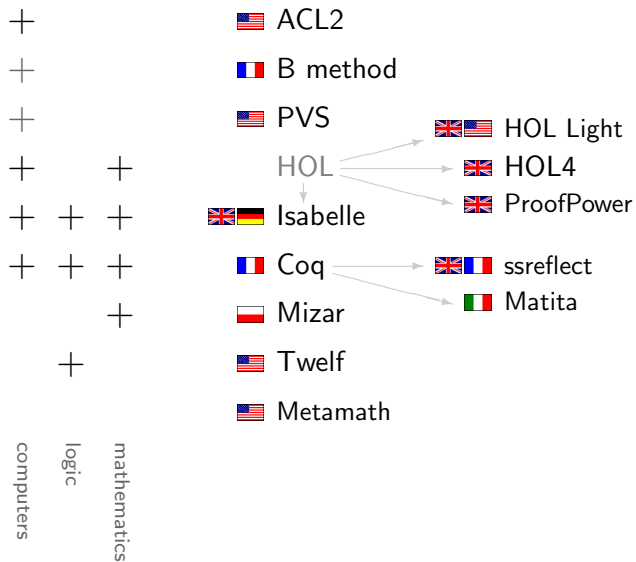 ACL2
B method
PVS
HOL Light
HOL
HOL4
ProofPower
Isabelle
Coq
ssreflect
Matita
Mizar
Twelf
Metamath
computers
logic
mathematics